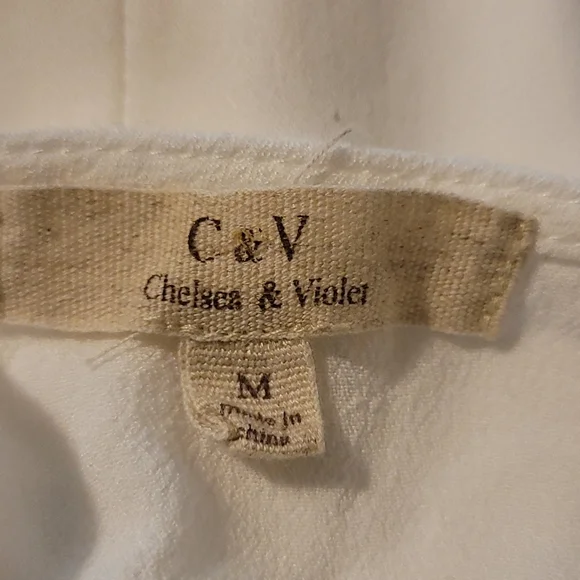 C & V
Chelsea & Violet
M
Made in
China